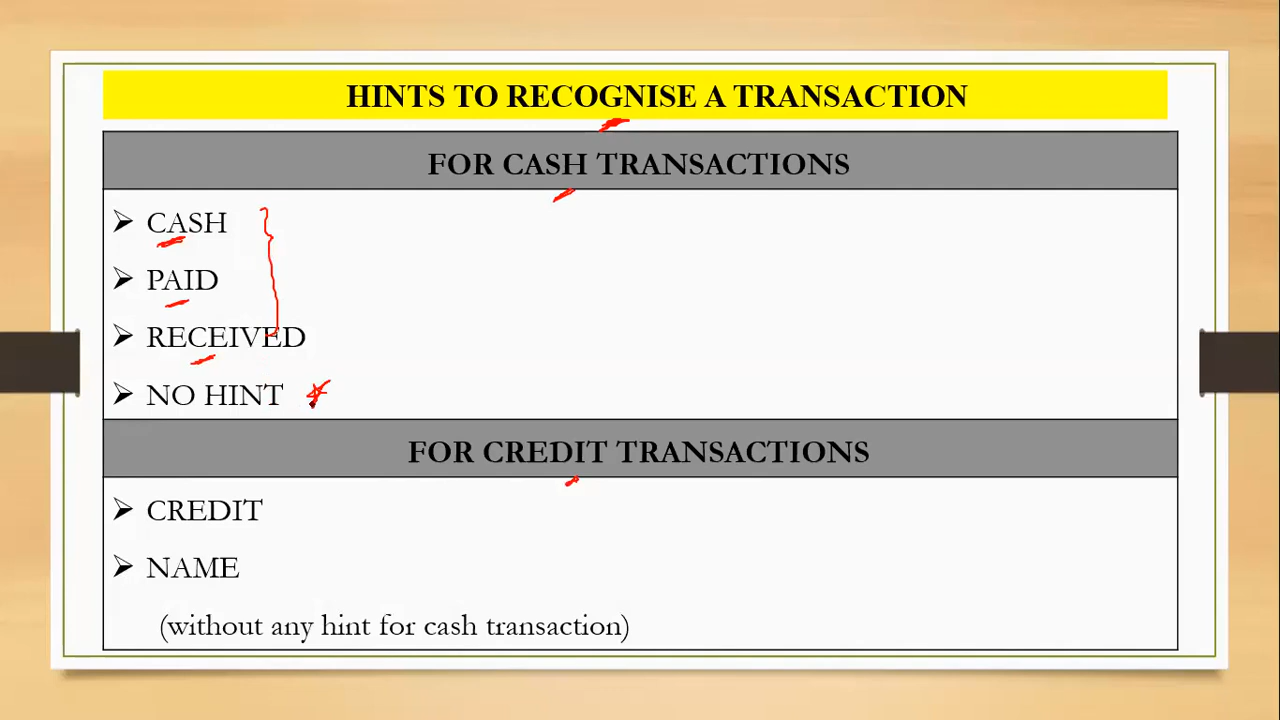 HINTS TO RECOGNISE A TRANSACTION
FOR CASH TRANSACTIONS
CASH
PAID
RECEIVED
NO HINT
FOR CREDIT TRANSACTIONS
CREDIT
NAME
(without any hint for cash transaction)